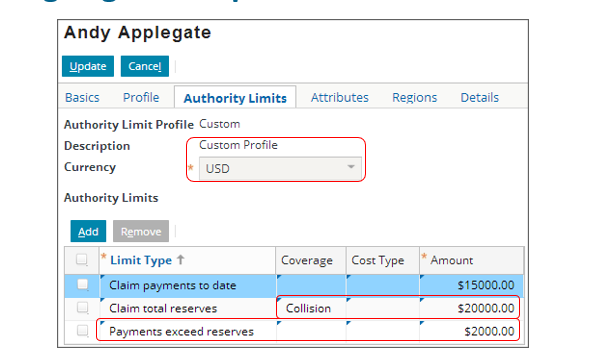 Andy Applegate
Update Cancel
Basics Profile Authority Limits Attributes Regions Details
Authority Limit Profile Custom
Description Custom Profile
Currency * USD
Authority Limits
Add Remove
* Limit Type ↑ Coverage Cost Type * Amount
Claim payments to date $15000.00
Claim total reserves Collision $20000.00
Payments exceed reserves $2000.00